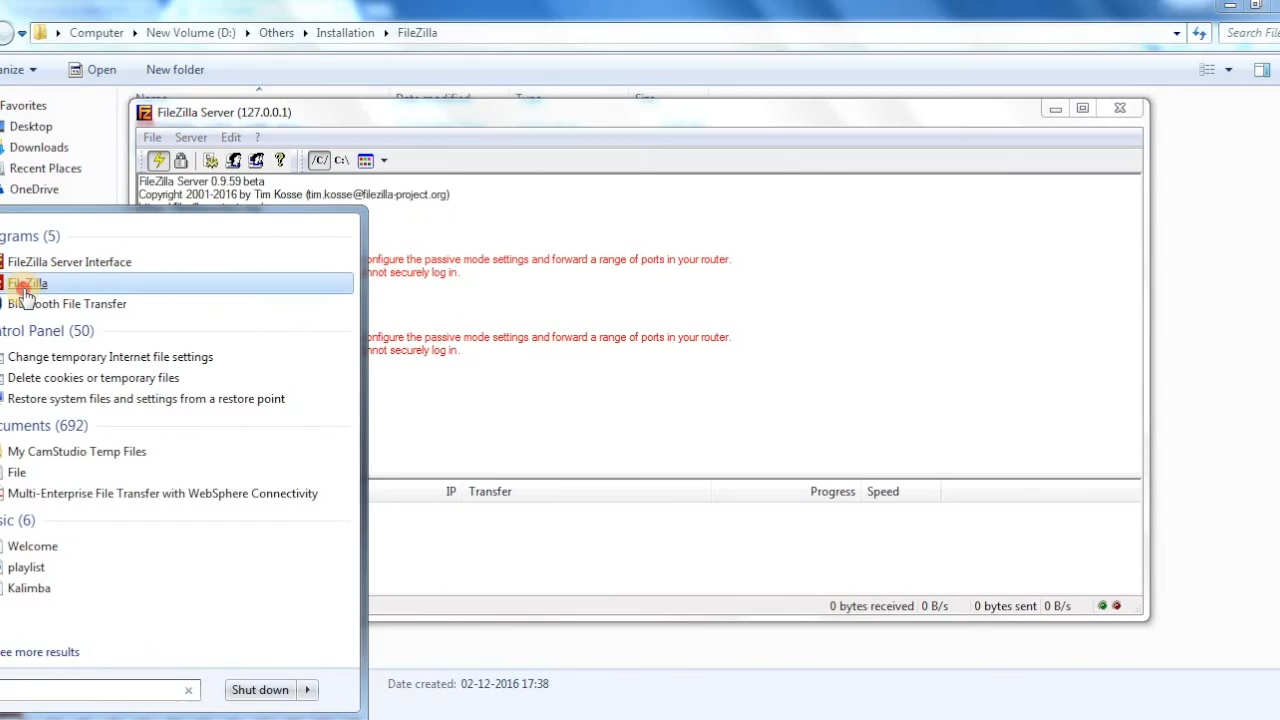 Computer New Volume (D:) Others Installation FileZilla Search File
anize Open New folder
Favorites
Desktop
Downloads
Recent Places
OneDrive
FileZilla Server (127.0.0.1)
File Server Edit ?
/C/ C:\
FileZilla Server 0.9.59 beta
Copyright 2001-2016 by Tim Kosse (tim.kosse@filezilla-project.org)
onfigure the passive mode settings and forward a range of ports in your router.
nnot securely log in.
onfigure the passive mode settings and forward a range of ports in your router.
nnot securely log in.
IP Transfer Progress Speed
0 bytes received 0 B/s 0 bytes sent 0 B/s
grams (5)
FileZilla Server Interface
FileZilla
Bluetooth File Transfer
ntrol Panel (50)
Change temporary Internet file settings
Delete cookies or temporary files
Restore system files and settings from a restore point
cuments (692)
My CamStudio Temp Files
File
Multi-Enterprise File Transfer with WebSphere Connectivity
sic (6)
Welcome
playlist
Kalimba
ee more results
Shut down
Date created: 02-12-2016 17:38